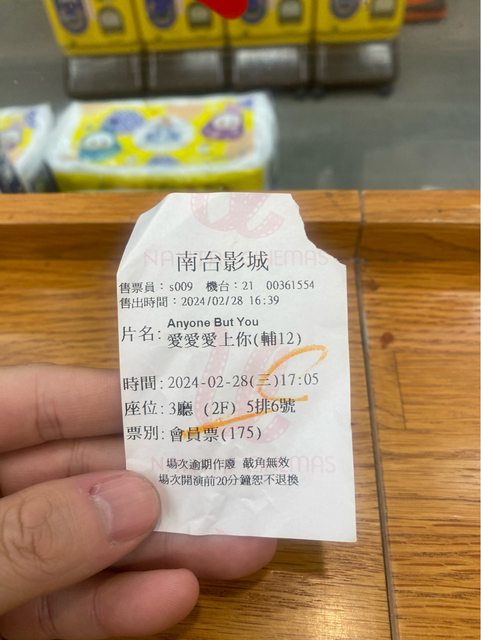 南台影城
售票員：s009 機台：21 00361554
售出時間：2024/02/28 16:39
片名：Anyone But You
愛愛愛上你(輔12)
時間：2024-02-28(三)17:05
座位：3廳 (2F) 5排6號
票別：會員票(175)
場次逾期作廢 截角無效
場次開演前20分鐘恕不退換